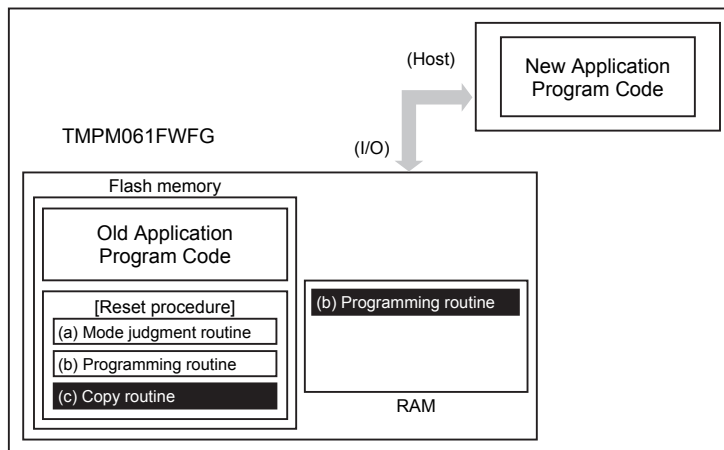 (Host)
New Application
Program Code
TMPM061FWFG
(I/O)
Flash memory
Old Application
Program Code
[Reset procedure]
(a) Mode judgment routine
(b) Programming routine
(c) Copy routine
(b) Programming routine
RAM